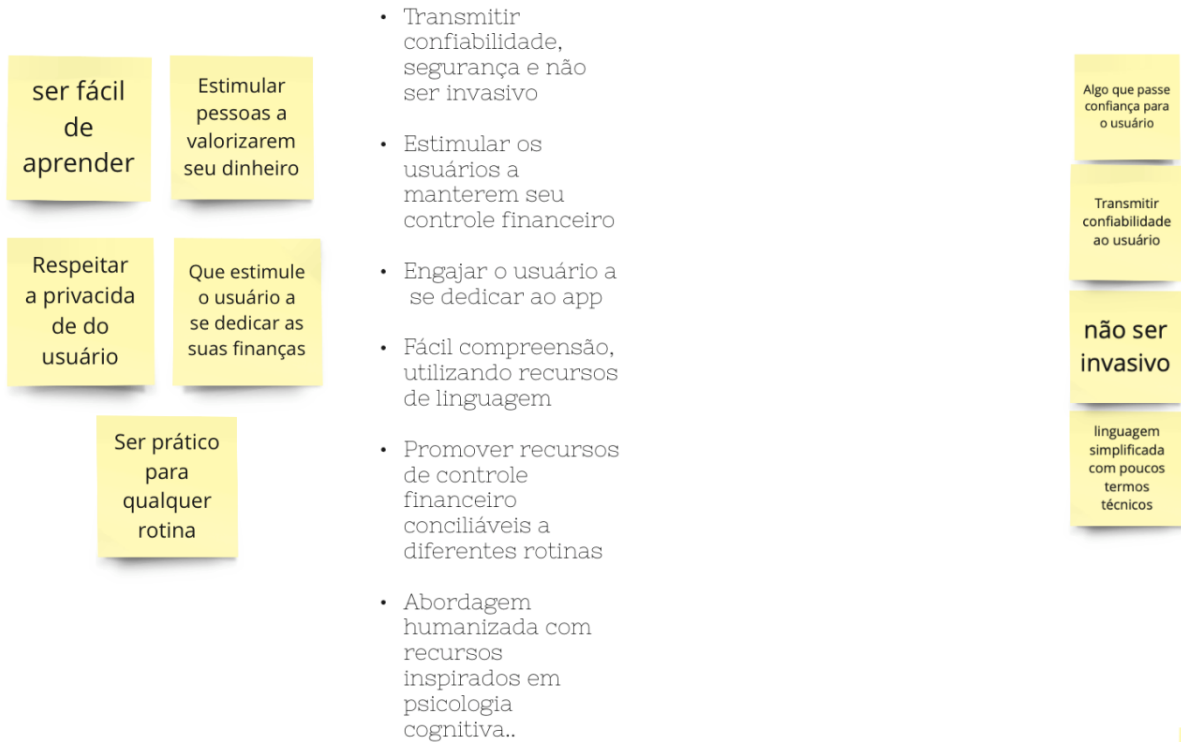 ser fácil
de
aprender
Estimular
pessoas a
valorizarem
seu dinheiro
Respeitar
a privacida
de do
usuário
Que estimule
o usuário a
se dedicar as
suas finanças
Ser prático
para
qualquer
rotina
• Transmitir
confiabilidade,
segurança e não
ser invasivo
• Estimular os
usuários a
manterem seu
controle financeiro
• Engajar o usuário a
se dedicar ao app
• Fácil compreensão,
utilizando recursos
de linguagem
• Promover recursos
de controle
financeiro
conciliáveis a
diferentes rotinas
• Abordagem
humanizada com
recursos
inspirados em
psicologia
cognitiva..
Algo que passe
confiança para
o usuário
Transmitir
confiabilidade
ao usuário
não ser
invasivo
linguagem
simplificada
com poucos
termos
técnicos